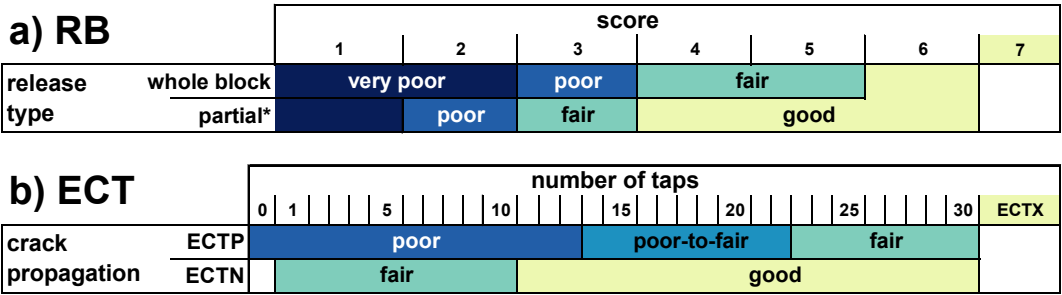 a) RB
score
1 2 3 4 5 6 7
release type
whole block very poor poor fair
partial* poor fair good
b) ECT
number of taps
0 1 5 10 15 20 25 30 ECTX
crack propagation
ECTP poor poor-to-fair fair
ECTN fair good